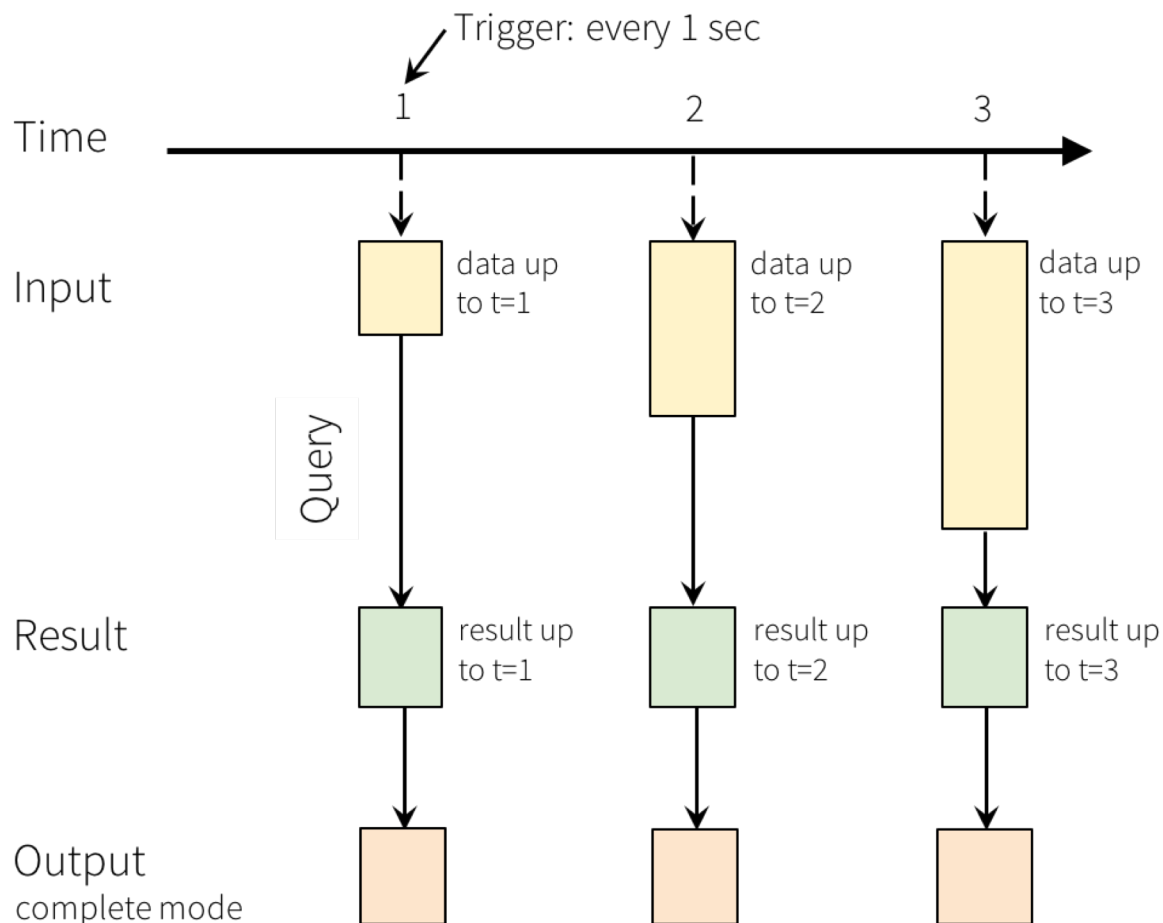 Trigger: every 1 sec
1
2
3
Time
Input
data up
to t=1
data up
to t=2
data up
to t=3
Query
Result
result up
to t=1
result up
to t=2
result up
to t=3
Output
complete mode